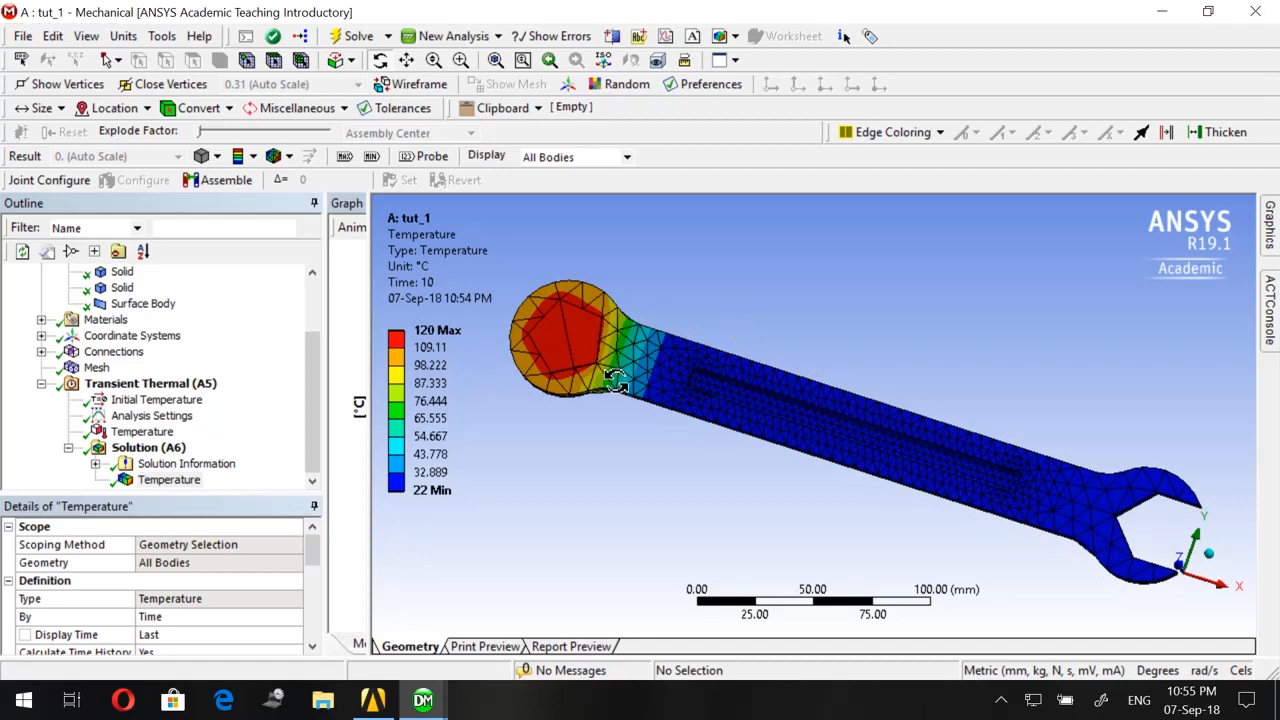 A : tut_1 - Mechanical [ANSYS Academic Teaching Introductory]
File Edit View Units Tools Help Solve New Analysis ?/ Show Errors Worksheet
Show Vertices Close Vertices 0.31 (Auto Scale) Wireframe Show Mesh Random Preferences
Size Location Convert Miscellaneous Tolerances Clipboard [ Empty ]
Reset Explode Factor: Assembly Center Edge Coloring Thicken
Result 0. (Auto Scale) MAX MIN 123 Probe Display All Bodies
Joint Configure Configure Assemble Δ= 0 Set Revert
Outline
Filter: Name
Solid
Solid
Surface Body
Materials
Coordinate Systems
Connections
Mesh
Transient Thermal (A5)
Initial Temperature
Analysis Settings
Temperature
Solution (A6)
Solution Information
Temperature
Details of "Temperature"
Scope
Scoping Method Geometry Selection
Geometry All Bodies
Definition
Type Temperature
By Time
Display Time Last
Calculate Time History Yes
Graph
Anim
[°C]
A: tut_1
Temperature
Type: Temperature
Unit: °C
Time: 10
07-Sep-18 10:54 PM
120 Max
109.11
98.222
87.333
76.444
65.555
54.667
43.778
32.889
22 Min
ANSYS
R19.1
Academic
Y
Z
X
0.00 50.00 100.00 (mm)
25.00 75.00
Geometry Print Preview Report Preview
Graphics
ACTConsole
0 No Messages No Selection Metric (mm, kg, N, s, mV, mA) Degrees rad/s Cels
DM
ENG
10:55 PM
07-Sep-18